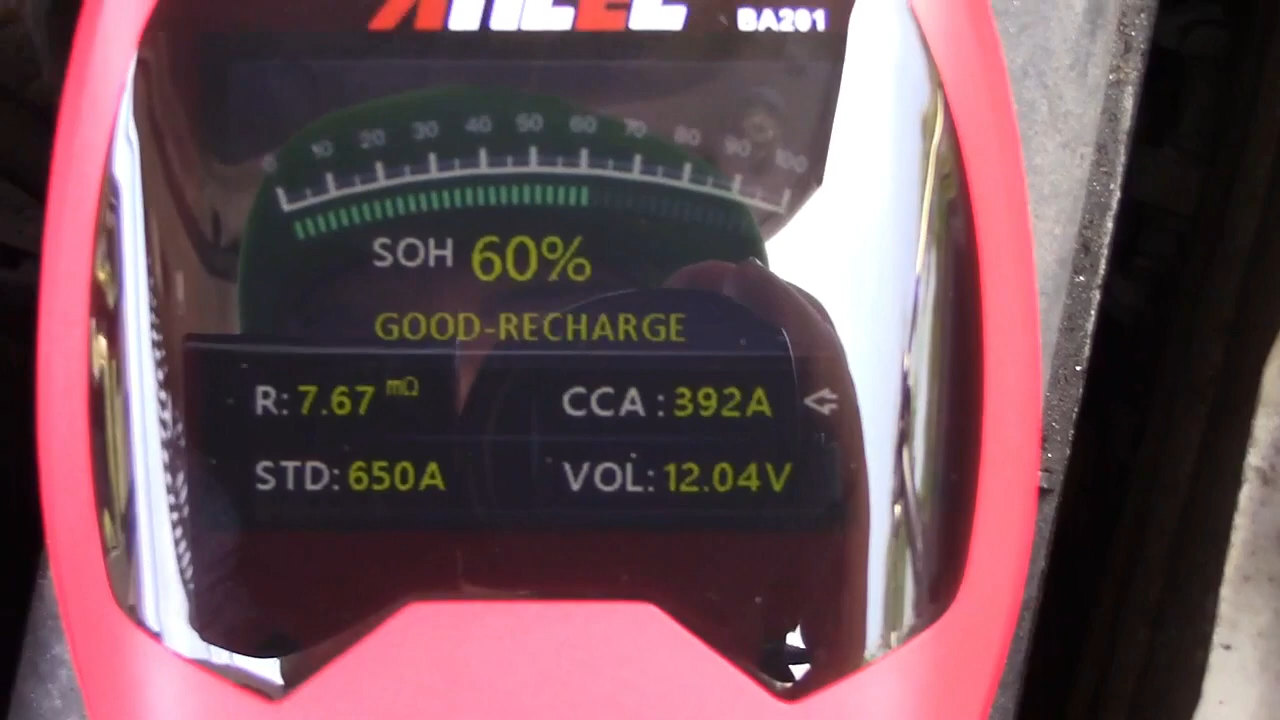 ANCEL
BA201
0 10 20 30 40 50 60 70 80 90 100
SOH 60%
GOOD-RECHARGE
R: 7.67 mΩ CCA : 392A
STD: 650A VOL: 12.04V